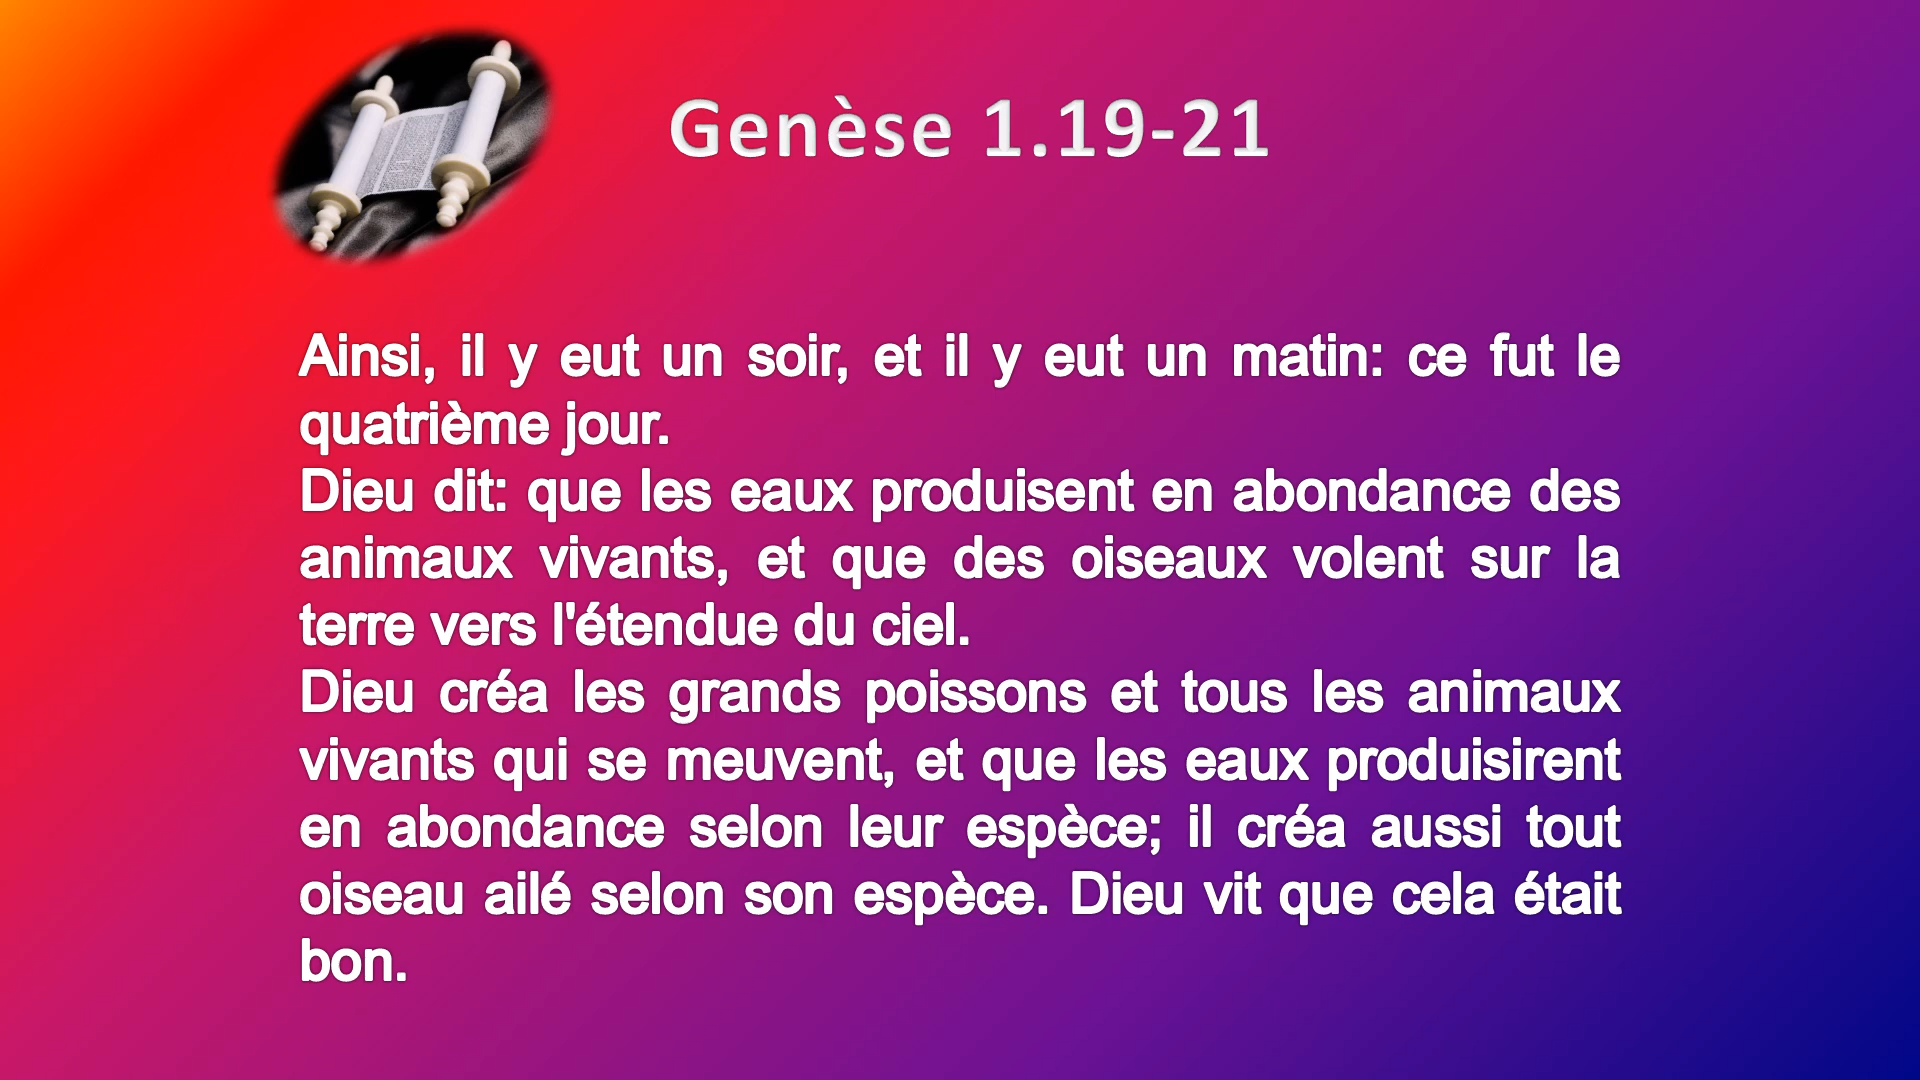 Genèse 1.19-21
Ainsi, il y eut un soir, et il y eut un matin: ce fut le
quatrième jour.
Dieu dit: que les eaux produisent en abondance des
animaux vivants, et que des oiseaux volent sur la
terre vers l'étendue du ciel.
Dieu créa les grands poissons et tous les animaux
vivants qui se meuvent, et que les eaux produisirent
en abondance selon leur espèce; il créa aussi tout
oiseau ailé selon son espèce. Dieu vit que cela était
bon.